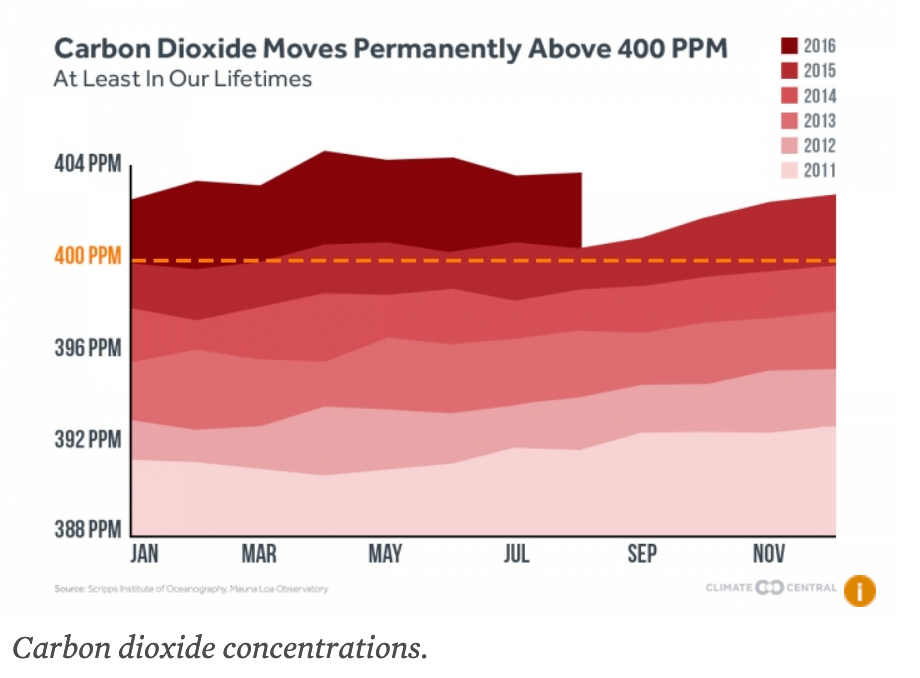 Carbon Dioxide Moves Permanently Above 400 PPM
At Least In Our Lifetimes
2016
2015
2014
2013
2012
2011
404 PPM
400 PPM
396 PPM
392 PPM
388 PPM
JAN MAR MAY JUL SEP NOV
Source: Scripps Institute of Oceanography, Mauna Loa Observatory
CLIMATE CENTRAL
i
Carbon dioxide concentrations.